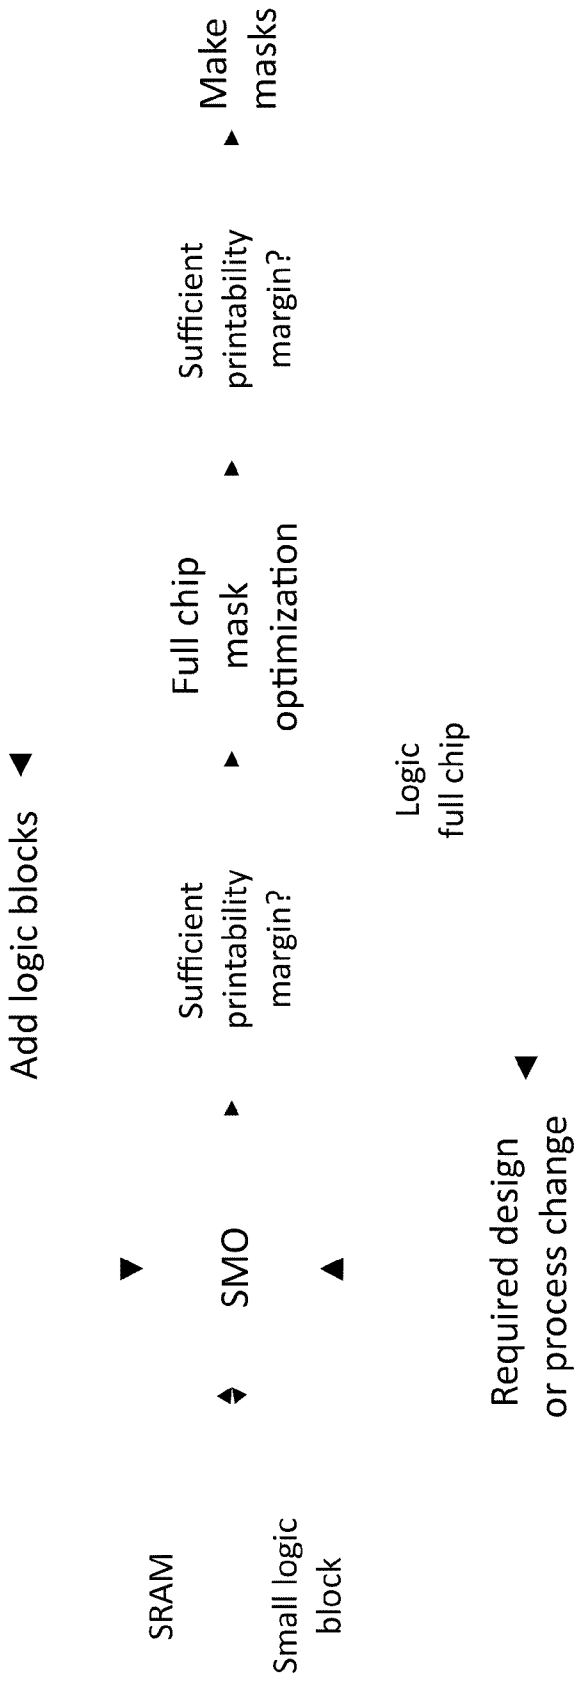 Add logic blocks
SRAM
Small logic
block
SMO
Sufficient
printability
margin?
Full chip
mask
optimization
Sufficient
printability
margin?
Make
masks
Logic
full chip
Required design
or process change